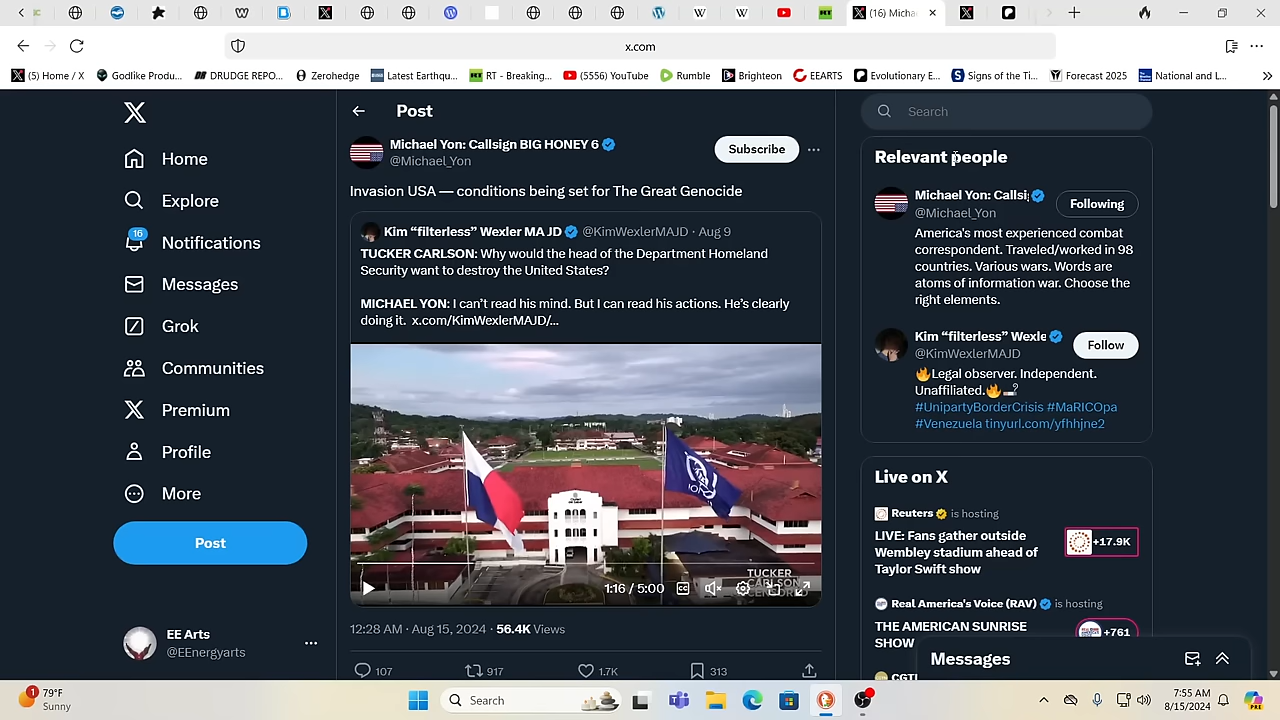 (16) Micha
x.com
(5) Home / X
Godlike Produ...
DRUDGE REPO...
Zerohedge
Latest Earthqu...
RT - Breaking...
(5556) YouTube
Rumble
Brighteon
EEARTS
Evolutionary E...
Signs of the Ti...
Forecast 2025
National and L...
Home
Explore
16
Notifications
Messages
Grok
Communities
Premium
Profile
More
Post
EE Arts
@EEnergyarts
Post
Michael Yon: Callsign BIG HONEY 6
@Michael_Yon
Subscribe
Invasion USA — conditions being set for The Great Genocide
Kim “filterless” Wexler MA JD @KimWexlerMAJD · Aug 9
TUCKER CARLSON: Why would the head of the Department Homeland
Security want to destroy the United States?
MICHAEL YON: I can’t read his mind. But I can read his actions. He’s clearly
doing it. x.com/KimWexlerMAJD/...
TUCKER
CARLSON
1:16 / 5:00
12:28 AM · Aug 15, 2024 · 56.4K Views
107
917
1.7K
313
Search
Relevant people
Michael Yon: Callsi
@Michael_Yon
Following
America's most experienced combat
correspondent. Traveled/worked in 98
countries. Various wars. Words are
atoms of information war. Choose the
right elements.
Kim “filterless” Wexle
@KimWexlerMAJD
Follow
Legal observer. Independent.
Unaffiliated.
#UnipartyBorderCrisis #MaRICOpa
#Venezuela tinyurl.com/yfhhjne2
Live on X
Reuters is hosting
LIVE: Fans gather outside
Wembley stadium ahead of
Taylor Swift show
+17.9K
Real America's Voice (RAV) is hosting
THE AMERICAN SUNRISE
SHOW
+761
Messages
1
79°F
Sunny
Search
7:55 AM
8/15/2024